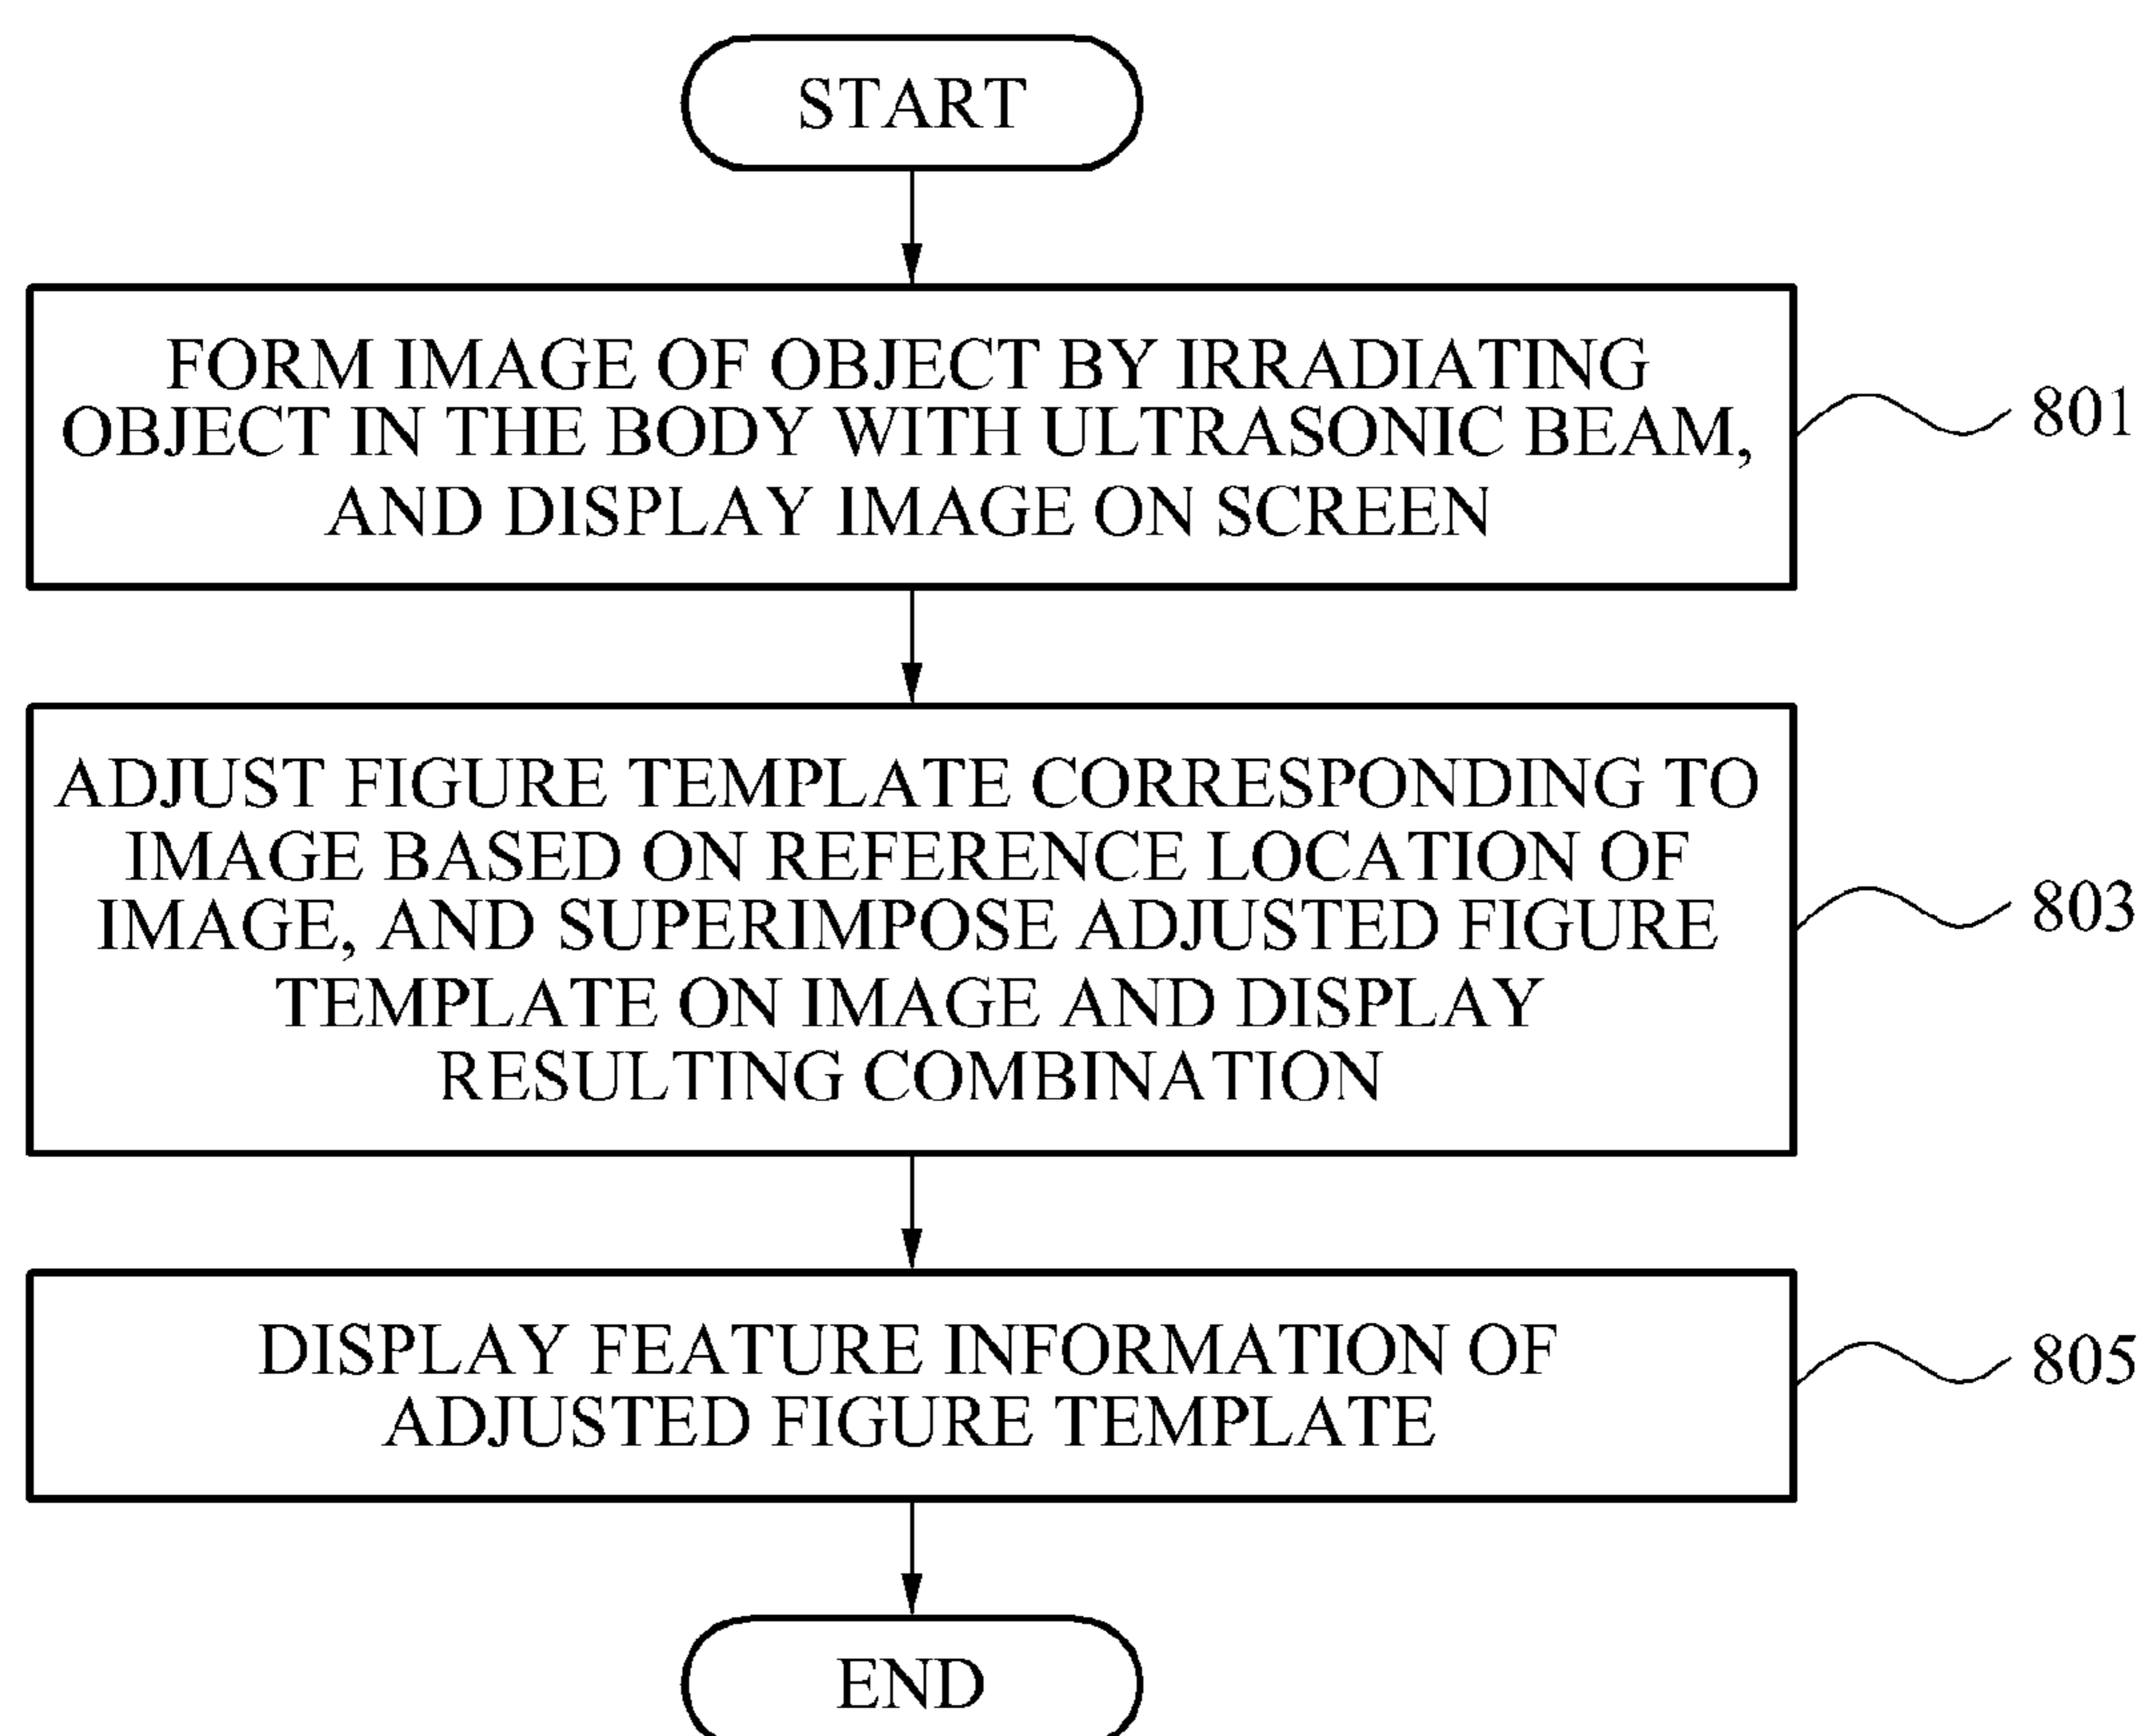 START
FORM IMAGE OF OBJECT BY IRRADIATING
OBJECT IN THE BODY WITH ULTRASONIC BEAM,
AND DISPLAY IMAGE ON SCREEN
801
ADJUST FIGURE TEMPLATE CORRESPONDING TO
IMAGE BASED ON REFERENCE LOCATION OF
IMAGE, AND SUPERIMPOSE ADJUSTED FIGURE
TEMPLATE ON IMAGE AND DISPLAY
RESULTING COMBINATION
803
DISPLAY FEATURE INFORMATION OF
ADJUSTED FIGURE TEMPLATE
805
END